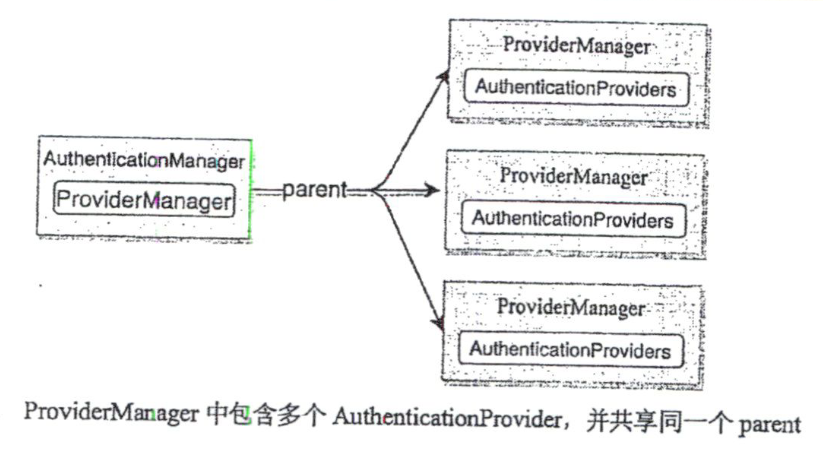 ProviderManager
AuthenticationProviders
AuthenticationManager
ProviderManager
parent
ProviderManager
AuthenticationProviders
ProviderManager
AuthenticationProviders
ProviderManager 中包含多个 AuthenticationProvider，并共享同一个 parent